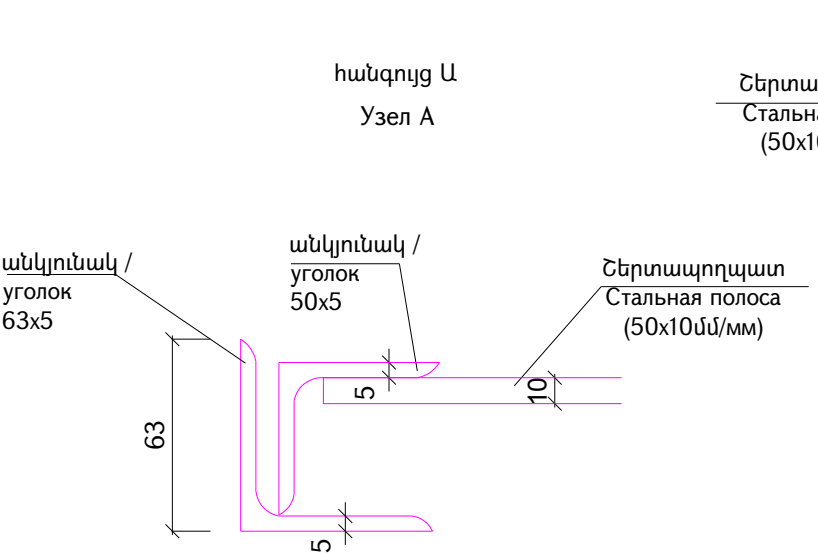 հանգույց Ա
Узел А
Շերտա
Стальна
(50x10
անկյունակ /
уголок
63x5
անկյունակ /
уголок
50x5
Շերտապողպատ
Стальная полоса
(50x10մմ/мм)
5
10
63
5